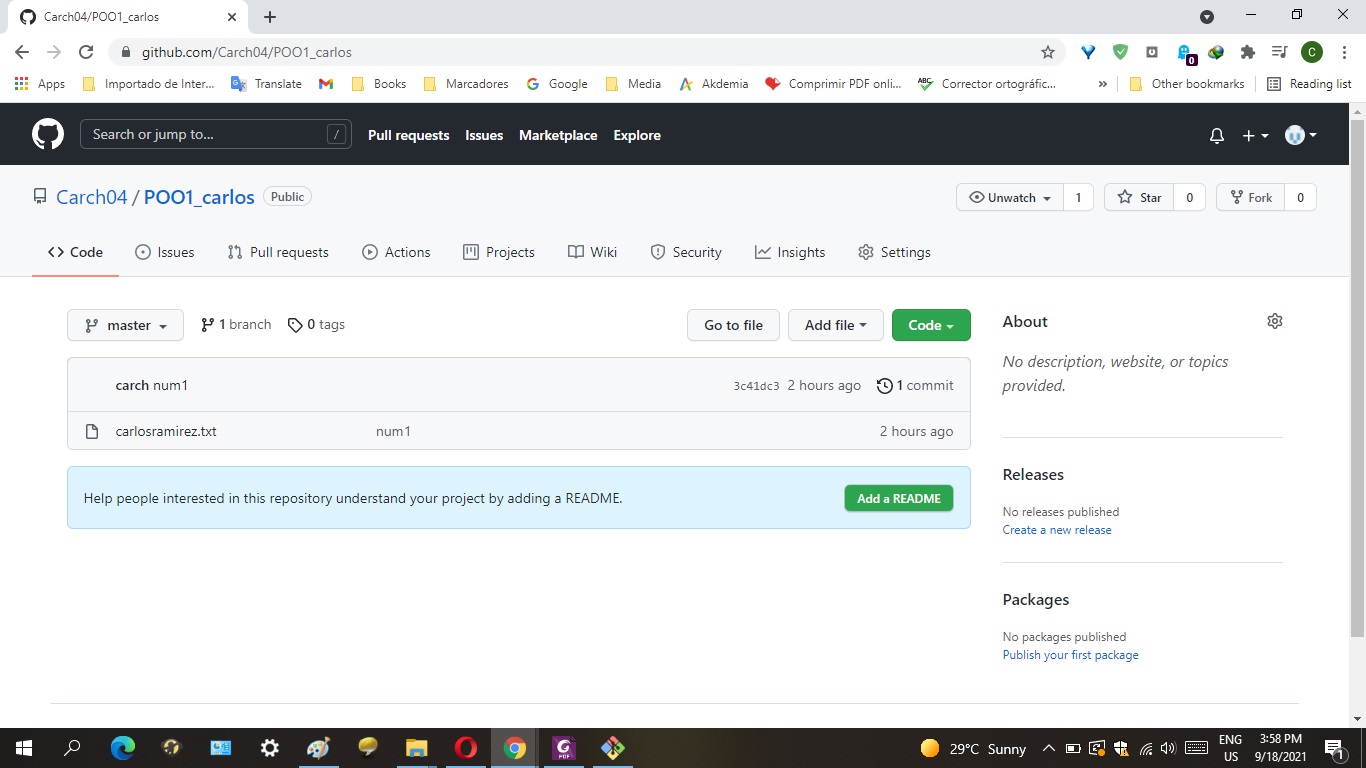 Carch04/POO1_carlos
github.com/Carch04/POO1_carlos
0
C
Apps Importado de Inter... Translate Books Marcadores Google Media Akademia Comprimir PDF onli... ABC Corrector ortográfic... » Other bookmarks Reading list
Search or jump to... / Pull requests Issues Marketplace Explore
Carch04 / POO1_carlos Public Unwatch 1 Star 0 Fork 0
Code Issues Pull requests Actions Projects Wiki Security Insights Settings
master 1 branch 0 tags Go to file Add file Code
About
No description, website, or topics
provided.
carch num1 3c41dc3 2 hours ago 1 commit
carlosramirez.txt num1 2 hours ago
Help people interested in this repository understand your project by adding a README. Add a README
Releases
No releases published
Create a new release
Packages
No packages published
Publish your first package
PDF
29°C Sunny
ENG
US
3:58 PM
9/18/2021
1